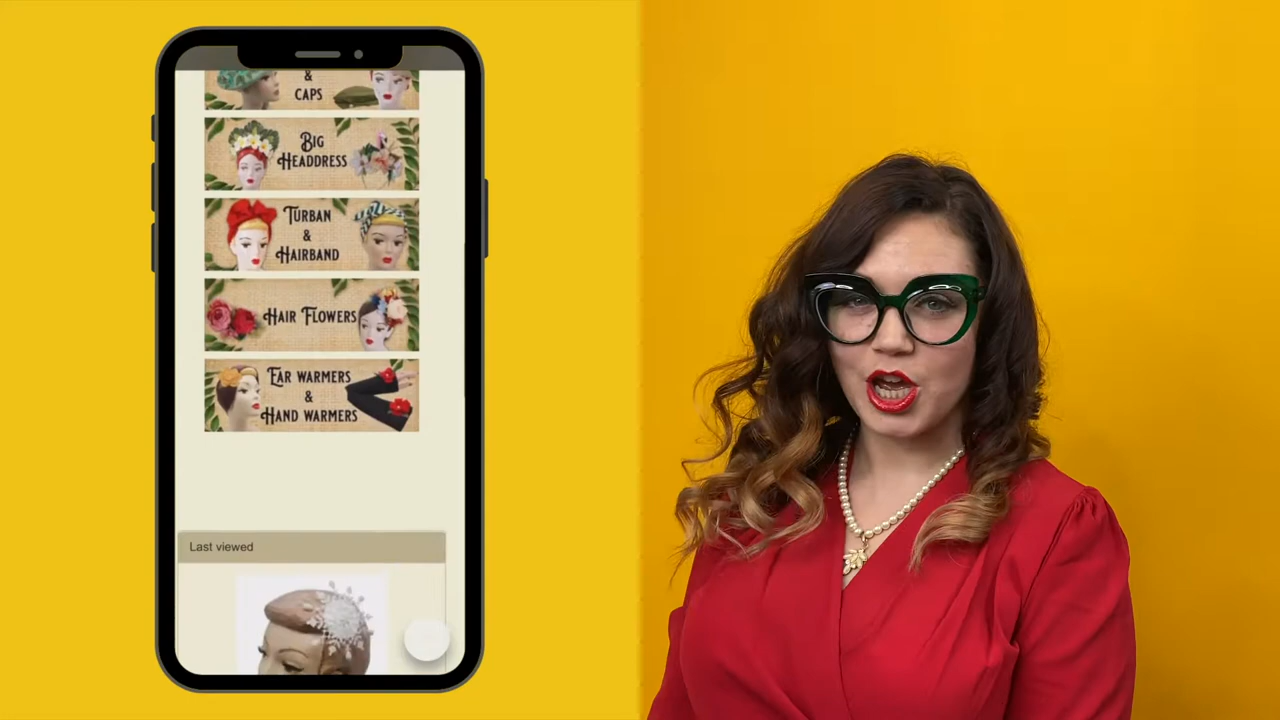 &
CAPS
BIG
HEADDRESS
TURBAN
&
HAIRBAND
HAIR FLOWERS
EAR WARMERS
&
HAND WARMERS
Last viewed